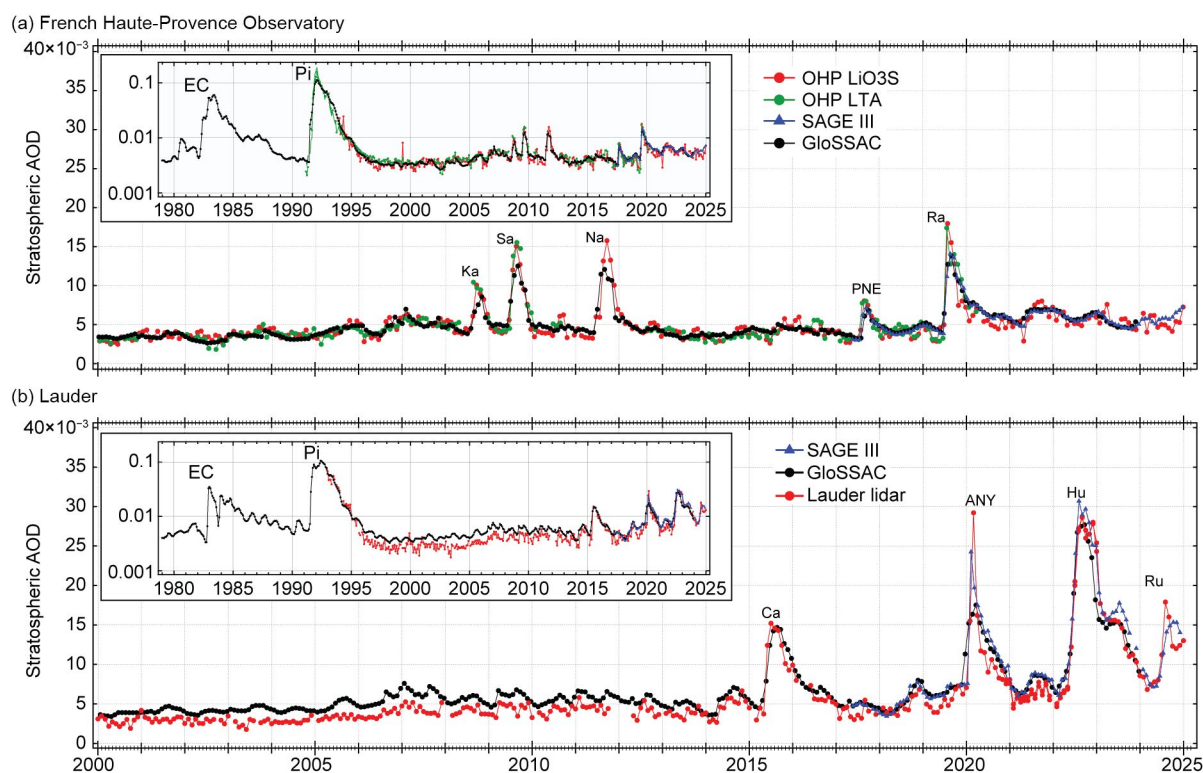 (a) French Haute-Provence Observatory
40×10⁻³
35
30
25
20
15
10
5
0
Stratospheric AOD
0.1
0.01
0.001
EC
Pi
1980 1985 1990 1995 2000 2005 2010 2015 2020 2025
OHP LiO3S
OHP LTA
SAGE III
GloSSAC
Ka
Sa
Na
PNE
Ra
(b) Lauder
40×10⁻³
35
30
25
20
15
10
5
0
Stratospheric AOD
0.1
0.01
0.001
EC
Pi
1980 1985 1990 1995 2000 2005 2010 2015 2020 2025
SAGE III
GloSSAC
Lauder lidar
Ca
ANY
Hu
Ru
2000 2005 2010 2015 2020 2025